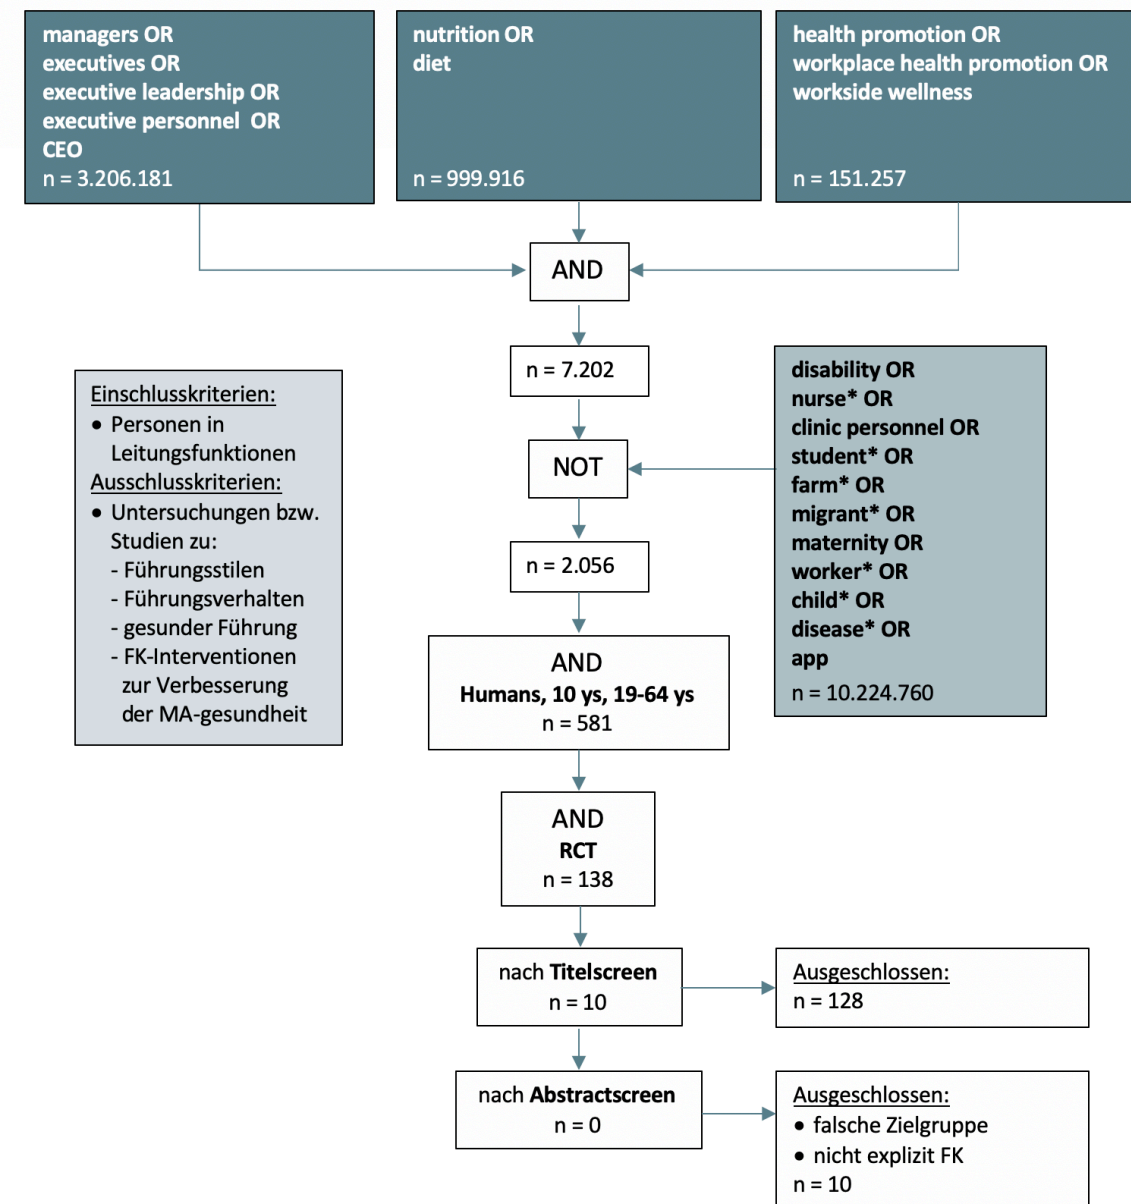 managers OR
executives OR
executive leadership OR
executive personnel OR
CEO
n = 3.206.181
nutrition OR
diet
n = 999.916
health promotion OR
workplace health promotion OR
workside wellness
n = 151.257
AND
n = 7.202
Einschlusskriterien:
• Personen in
Leitungsfunktionen
Ausschlusskriterien:
• Untersuchungen bzw.
Studien zu:
- Führungsstilen
- Führungsverhalten
- gesunder Führung
- FK-Interventionen
zur Verbesserung
der MA-gesundheit
NOT
disability OR
nurse* OR
clinic personnel OR
student* OR
farm* OR
migrant* OR
maternity OR
worker* OR
child* OR
disease* OR
app
n = 10.224.760
n = 2.056
AND
Humans, 10 ys, 19-64 ys
n = 581
AND
RCT
n = 138
nach Titelscreen
n = 10
Ausgeschlossen:
n = 128
nach Abstractscreen
n = 0
Ausgeschlossen:
• falsche Zielgruppe
• nicht explizit FK
n = 10